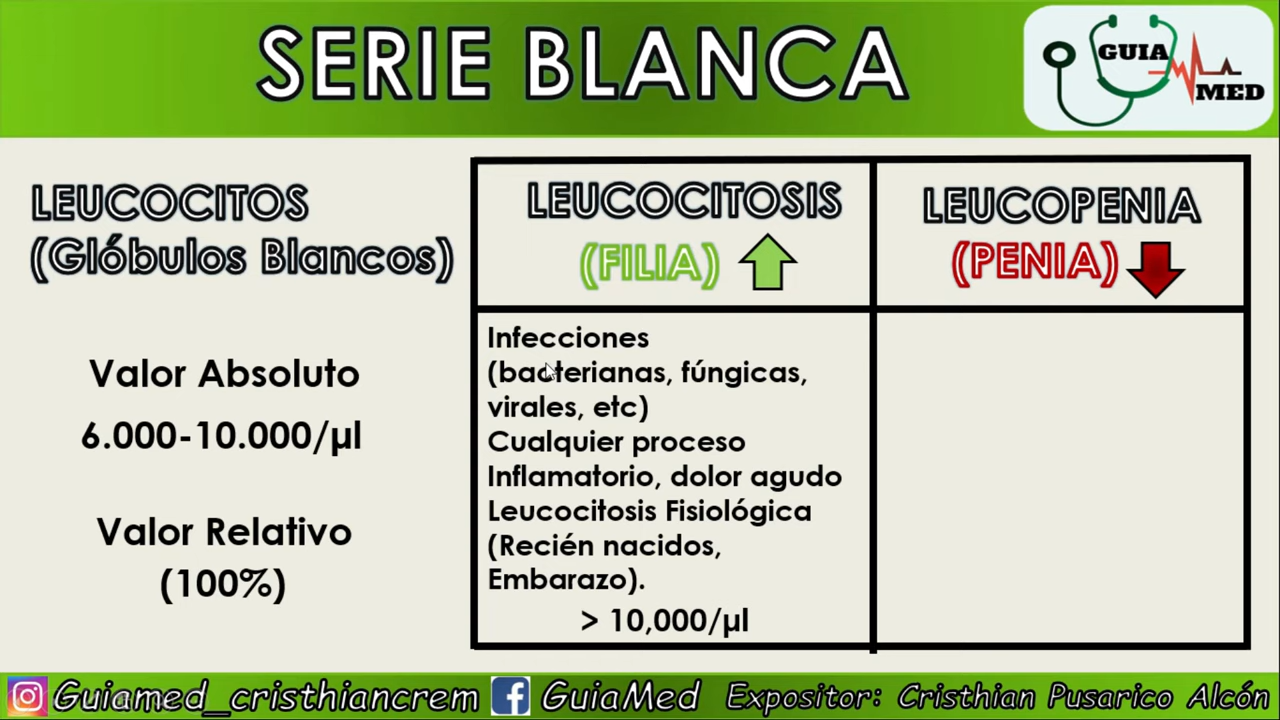 SERIE BLANCA
GUIA
MED
LEUCOCITOS
(Glóbulos Blancos)
Valor Absoluto
6.000-10.000/µl
Valor Relativo
(100%)
LEUCOCITOSIS
(FILIA)
LEUCOPENIA
(PENIA)
Infecciones
(bacterianas, fúngicas,
virales, etc)
Cualquier proceso
Inflamatorio, dolor agudo
Leucocitosis Fisiológica
(Recién nacidos,
Embarazo).
> 10,000/µl
Guiamed_cristhiancrem GuiaMed Expositor: Cristhian Pusarico Alcón